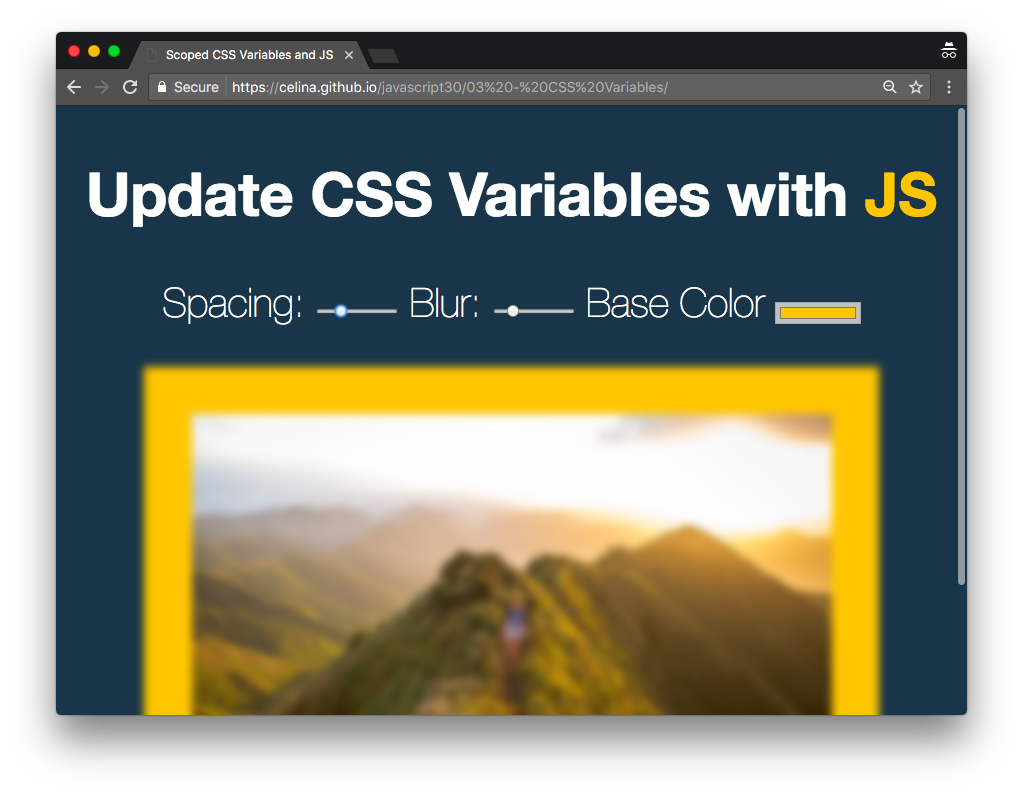 Scoped CSS Variables and JS
Secure https://celina.github.io/javascript30/03%20-%20CSS%20Variables/
Update CSS Variables with JS
Spacing: Blur: Base Color